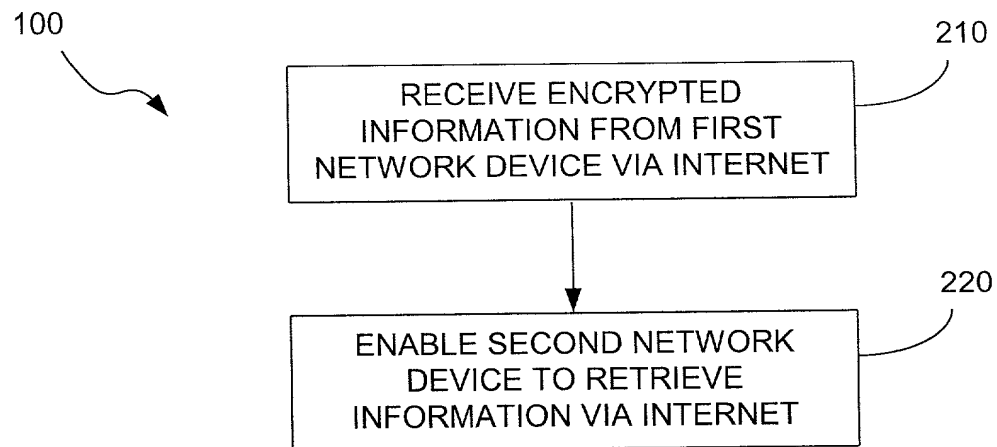 100
210
RECEIVE ENCRYPTED
INFORMATION FROM FIRST
NETWORK DEVICE VIA INTERNET
220
ENABLE SECOND NETWORK
DEVICE TO RETRIEVE
INFORMATION VIA INTERNET